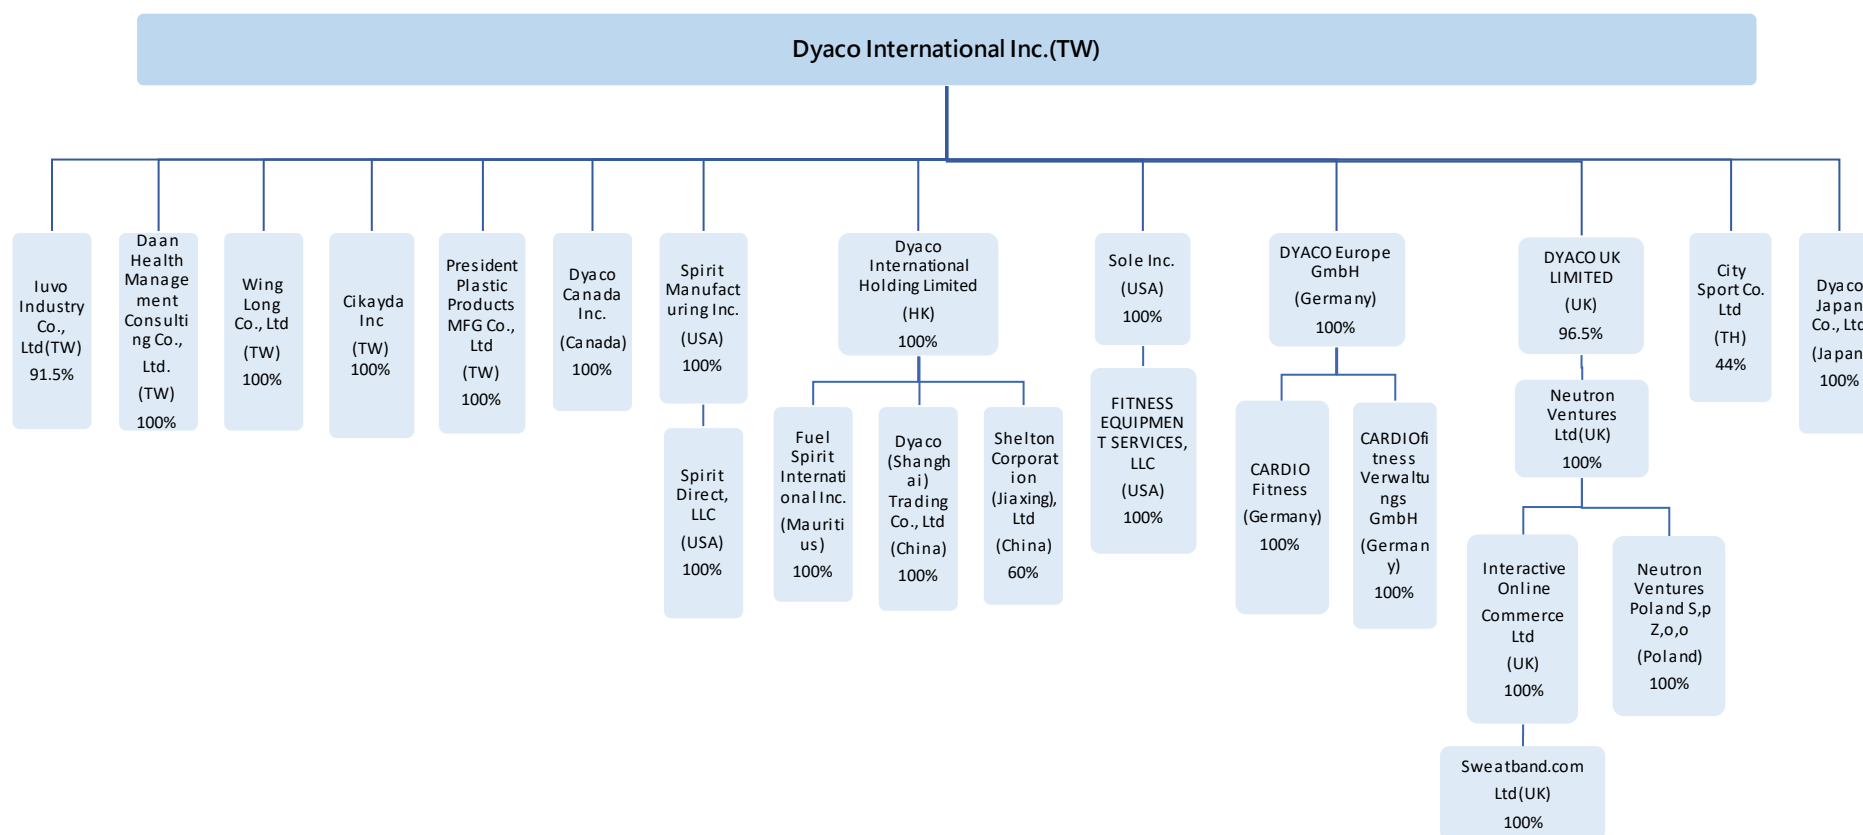 Dyaco International Inc.(TW)
Iuvo
Industry
Co.,
Ltd(TW)
91.5%
Daan
Health
Manage
ment
Consulti
ng Co.,
Ltd.
(TW)
100%
Wing
Long
Co., Ltd
(TW)
100%
Cikayda
Inc
(TW)
100%
President
Plastic
Products
MFG Co.,
Ltd
(TW)
100%
Dyaco
Canada
Inc.
(Canada)
100%
Spirit
Manufact
uring Inc.
(USA)
100%
Spirit
Direct,
LLC
(USA)
100%
Dyaco
International
Holding Limited
(HK)
100%
Fuel
Spirit
Internati
onal Inc.
(Mauriti
us)
100%
Dyaco
(Shangh
ai)
Trading
Co., Ltd
(China)
100%
Shelton
Corporat
ion
(Jiaxing),
Ltd
(China)
60%
Sole Inc.
(USA)
100%
FITNESS
EQUIPMEN
T SERVICES,
LLC
(USA)
100%
DYACO Europe
GmbH
(Germany)
100%
CARDIO
Fitness
(Germany)
100%
CARDIOfi
tness
Verwaltu
ngs
GmbH
(German
y)
100%
DYACO UK
LIMITED
(UK)
96.5%
Neutron
Ventures
Ltd(UK)
100%
Interactive
Online
Commerce
Ltd
(UK)
100%
Neutron
Ventures
Poland S,p
Z,o,o
(Poland)
100%
Sweatband.com
Ltd(UK)
100%
City
Sport Co.
Ltd
(TH)
44%
Dyaco
Japan
Co., Ltd
(Japan
100%